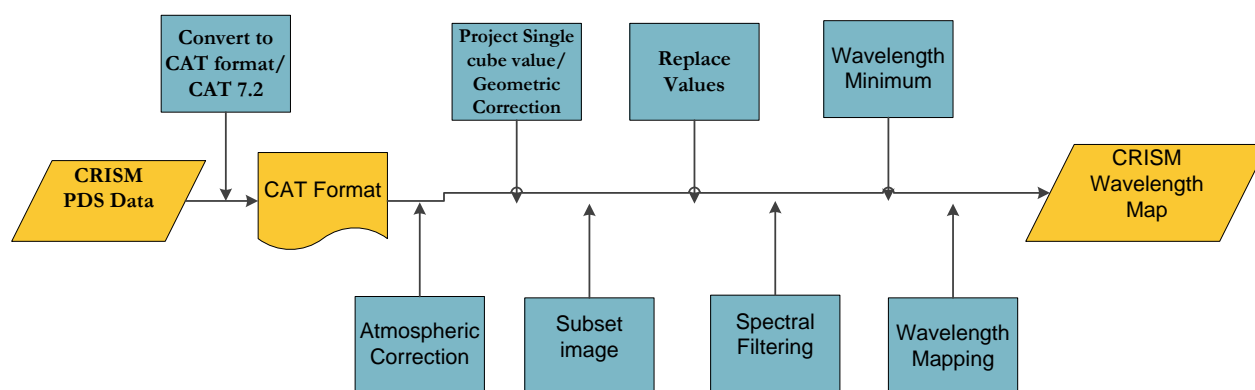 Convert to
CAT format/
CAT 7.2
Project Single
cube value/
Geometric
Correction
Replace
Values
Wavelength
Minimum
CRISM
PDS Data
CAT Format
CRISM
Wavelength
Map
Atmospheric
Correction
Subset
image
Spectral
Filtering
Wavelength
Mapping